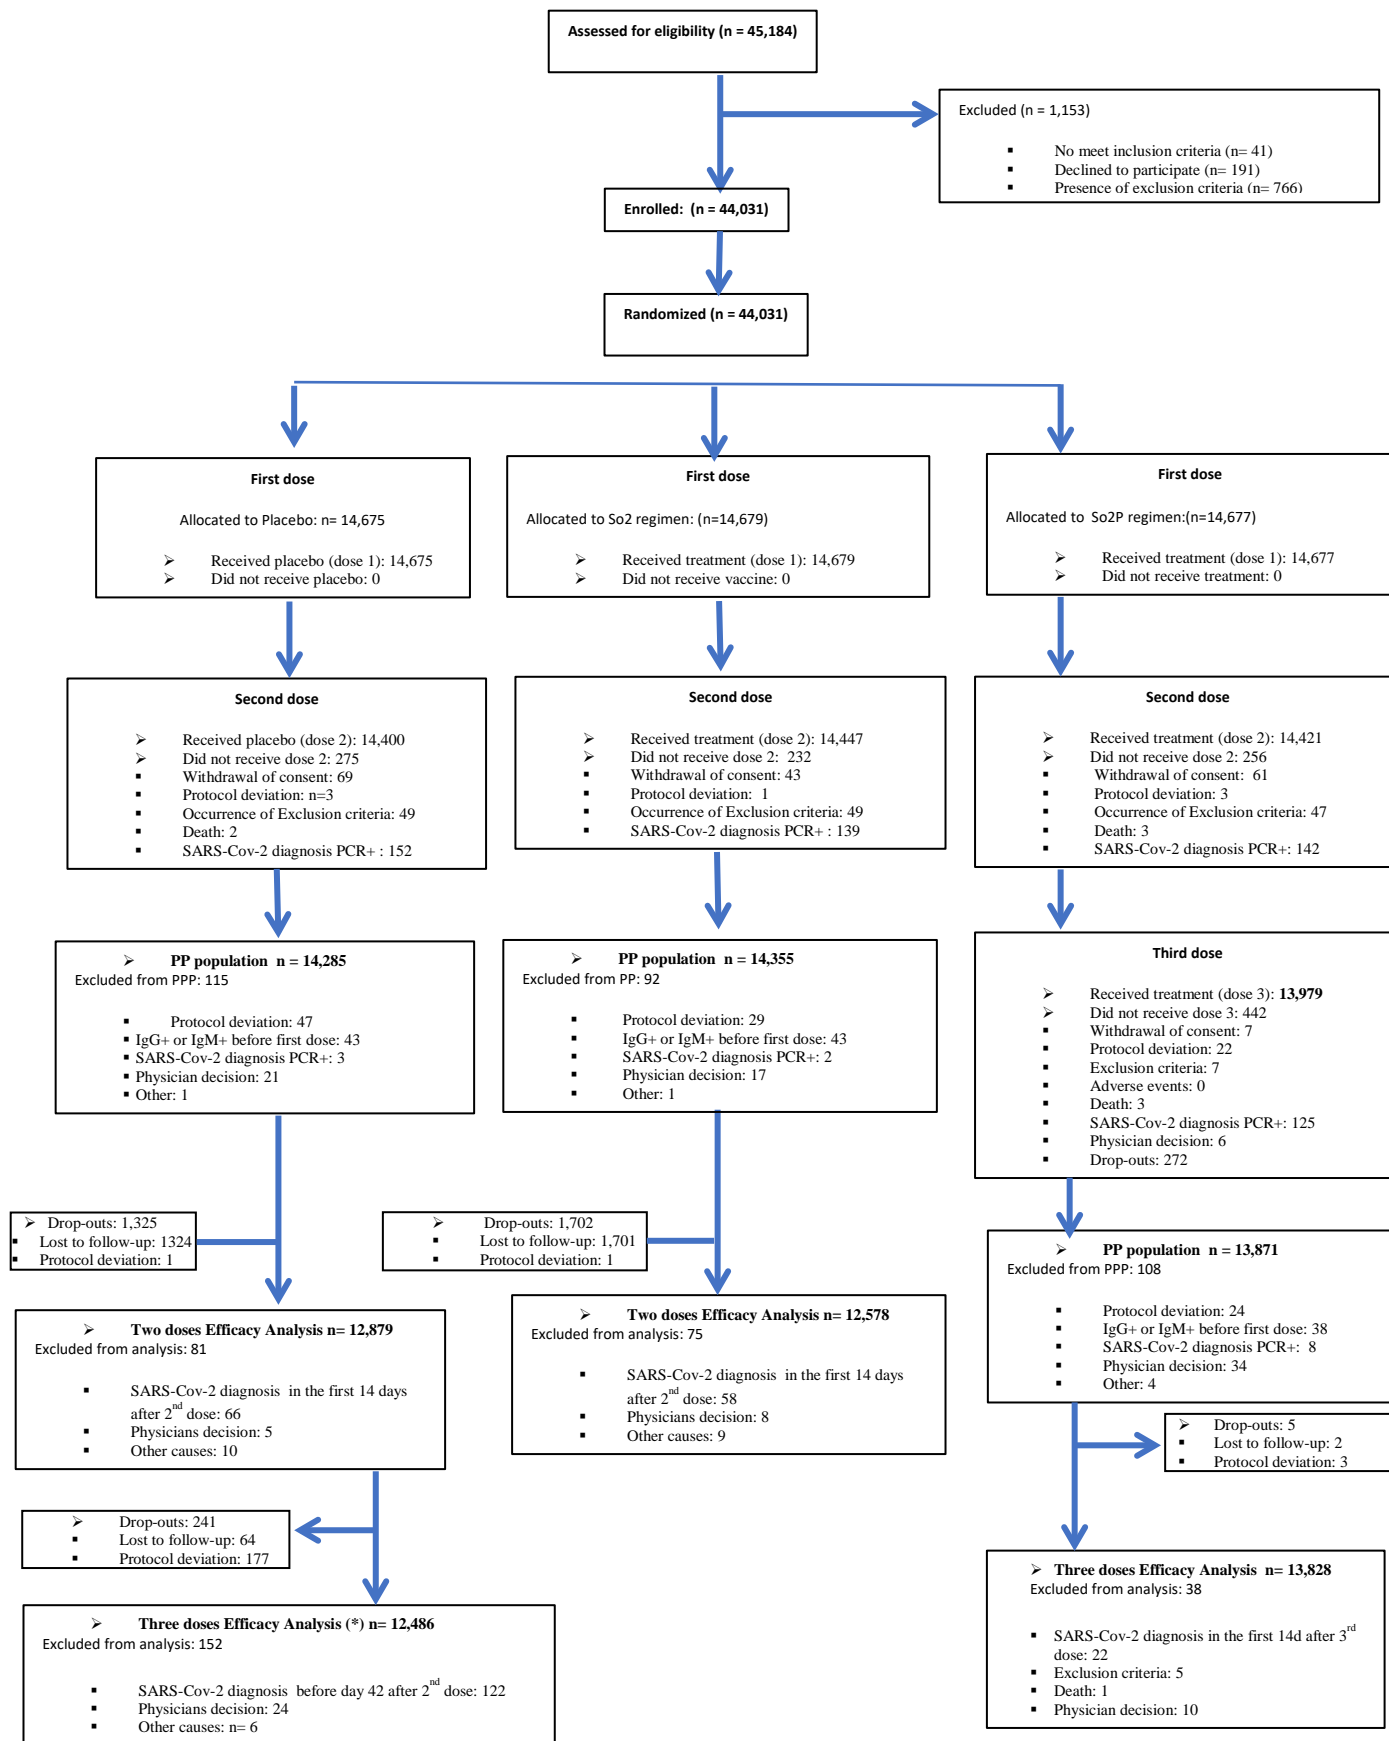 Assessed for eligibility (n = 45,184)
Excluded (n = 1,153)
▪ No meet inclusion criteria (n= 41)
▪ Declined to participate (n= 191)
▪ Presence of exclusion criteria (n= 766)
Enrolled: (n = 44,031)
Randomized (n = 44,031)
First dose
Allocated to Placebo: n= 14,675
➢ Received placebo (dose 1): 14,675
➢ Did not receive placebo: 0
First dose
Allocated to So2 regimen: (n=14,679)
➢ Received treatment (dose 1): 14,679
➢ Did not receive vaccine: 0
First dose
Allocated to So2P regimen:(n=14,677)
➢ Received treatment (dose 1): 14,677
➢ Did not receive treatment: 0
Second dose
➢ Received placebo (dose 2): 14,400
➢ Did not receive dose 2: 275
▪ Withdrawal of consent: 69
▪ Protocol deviation: n=3
▪ Occurrence of Exclusion criteria: 49
▪ Death: 2
▪ SARS-Cov-2 diagnosis PCR+ : 152
Second dose
➢ Received treatment (dose 2): 14,447
➢ Did not receive dose 2: 232
▪ Withdrawal of consent: 43
▪ Protocol deviation: 1
▪ Occurrence of Exclusion criteria: 49
▪ SARS-Cov-2 diagnosis PCR+ : 139
Second dose
➢ Received treatment (dose 2): 14,421
➢ Did not receive dose 2: 256
▪ Withdrawal of consent: 61
▪ Protocol deviation: 3
▪ Occurrence of Exclusion criteria: 47
▪ Death: 3
▪ SARS-Cov-2 diagnosis PCR+: 142
➢ PP population n = 14,285
Excluded from PPP: 115
▪ Protocol deviation: 47
▪ IgG+ or IgM+ before first dose: 43
▪ SARS-Cov-2 diagnosis PCR+: 3
▪ Physician decision: 21
▪ Other: 1
➢ PP population n = 14,355
Excluded from PP: 92
▪ Protocol deviation: 29
▪ IgG+ or IgM+ before first dose: 43
▪ SARS-Cov-2 diagnosis PCR+: 2
▪ Physician decision: 17
▪ Other: 1
Third dose
➢ Received treatment (dose 3): 13,979
➢ Did not receive dose 3: 442
▪ Withdrawal of consent: 7
▪ Protocol deviation: 22
▪ Exclusion criteria: 7
▪ Adverse events: 0
▪ Death: 3
▪ SARS-Cov-2 diagnosis PCR+: 125
▪ Physician decision: 6
▪ Drop-outs: 272
➢ Drop-outs: 1,325
▪ Lost to follow-up: 1324
▪ Protocol deviation: 1
➢ Drop-outs: 1,702
▪ Lost to follow-up: 1,701
▪ Protocol deviation: 1
➢ PP population n = 13,871
Excluded from PPP: 108
▪ Protocol deviation: 24
▪ IgG+ or IgM+ before first dose: 38
▪ SARS-Cov-2 diagnosis PCR+: 8
▪ Physician decision: 34
▪ Other: 4
➢ Two doses Efficacy Analysis n= 12,879
Excluded from analysis: 81
▪ SARS-Cov-2 diagnosis in the first 14 days
after 2nd dose: 66
▪ Physicians decision: 5
▪ Other causes: 10
➢ Two doses Efficacy Analysis n= 12,578
Excluded from analysis: 75
▪ SARS-Cov-2 diagnosis in the first 14 days
after 2nd dose: 58
▪ Physicians decision: 8
▪ Other causes: 9
➢ Drop-outs: 5
▪ Lost to follow-up: 2
▪ Protocol deviation: 3
➢ Drop-outs: 241
▪ Lost to follow-up: 64
▪ Protocol deviation: 177
➢ Three doses Efficacy Analysis n= 13,828
Excluded from analysis: 38
▪ SARS-Cov-2 diagnosis in the first 14d after 3rd
dose: 22
▪ Exclusion criteria: 5
▪ Death: 1
▪ Physician decision: 10
➢ Three doses Efficacy Analysis (*) n= 12,486
Excluded from analysis: 152
▪ SARS-Cov-2 diagnosis before day 42 after 2nd dose: 122
▪ Physicians decision: 24
▪ Other causes: n= 6